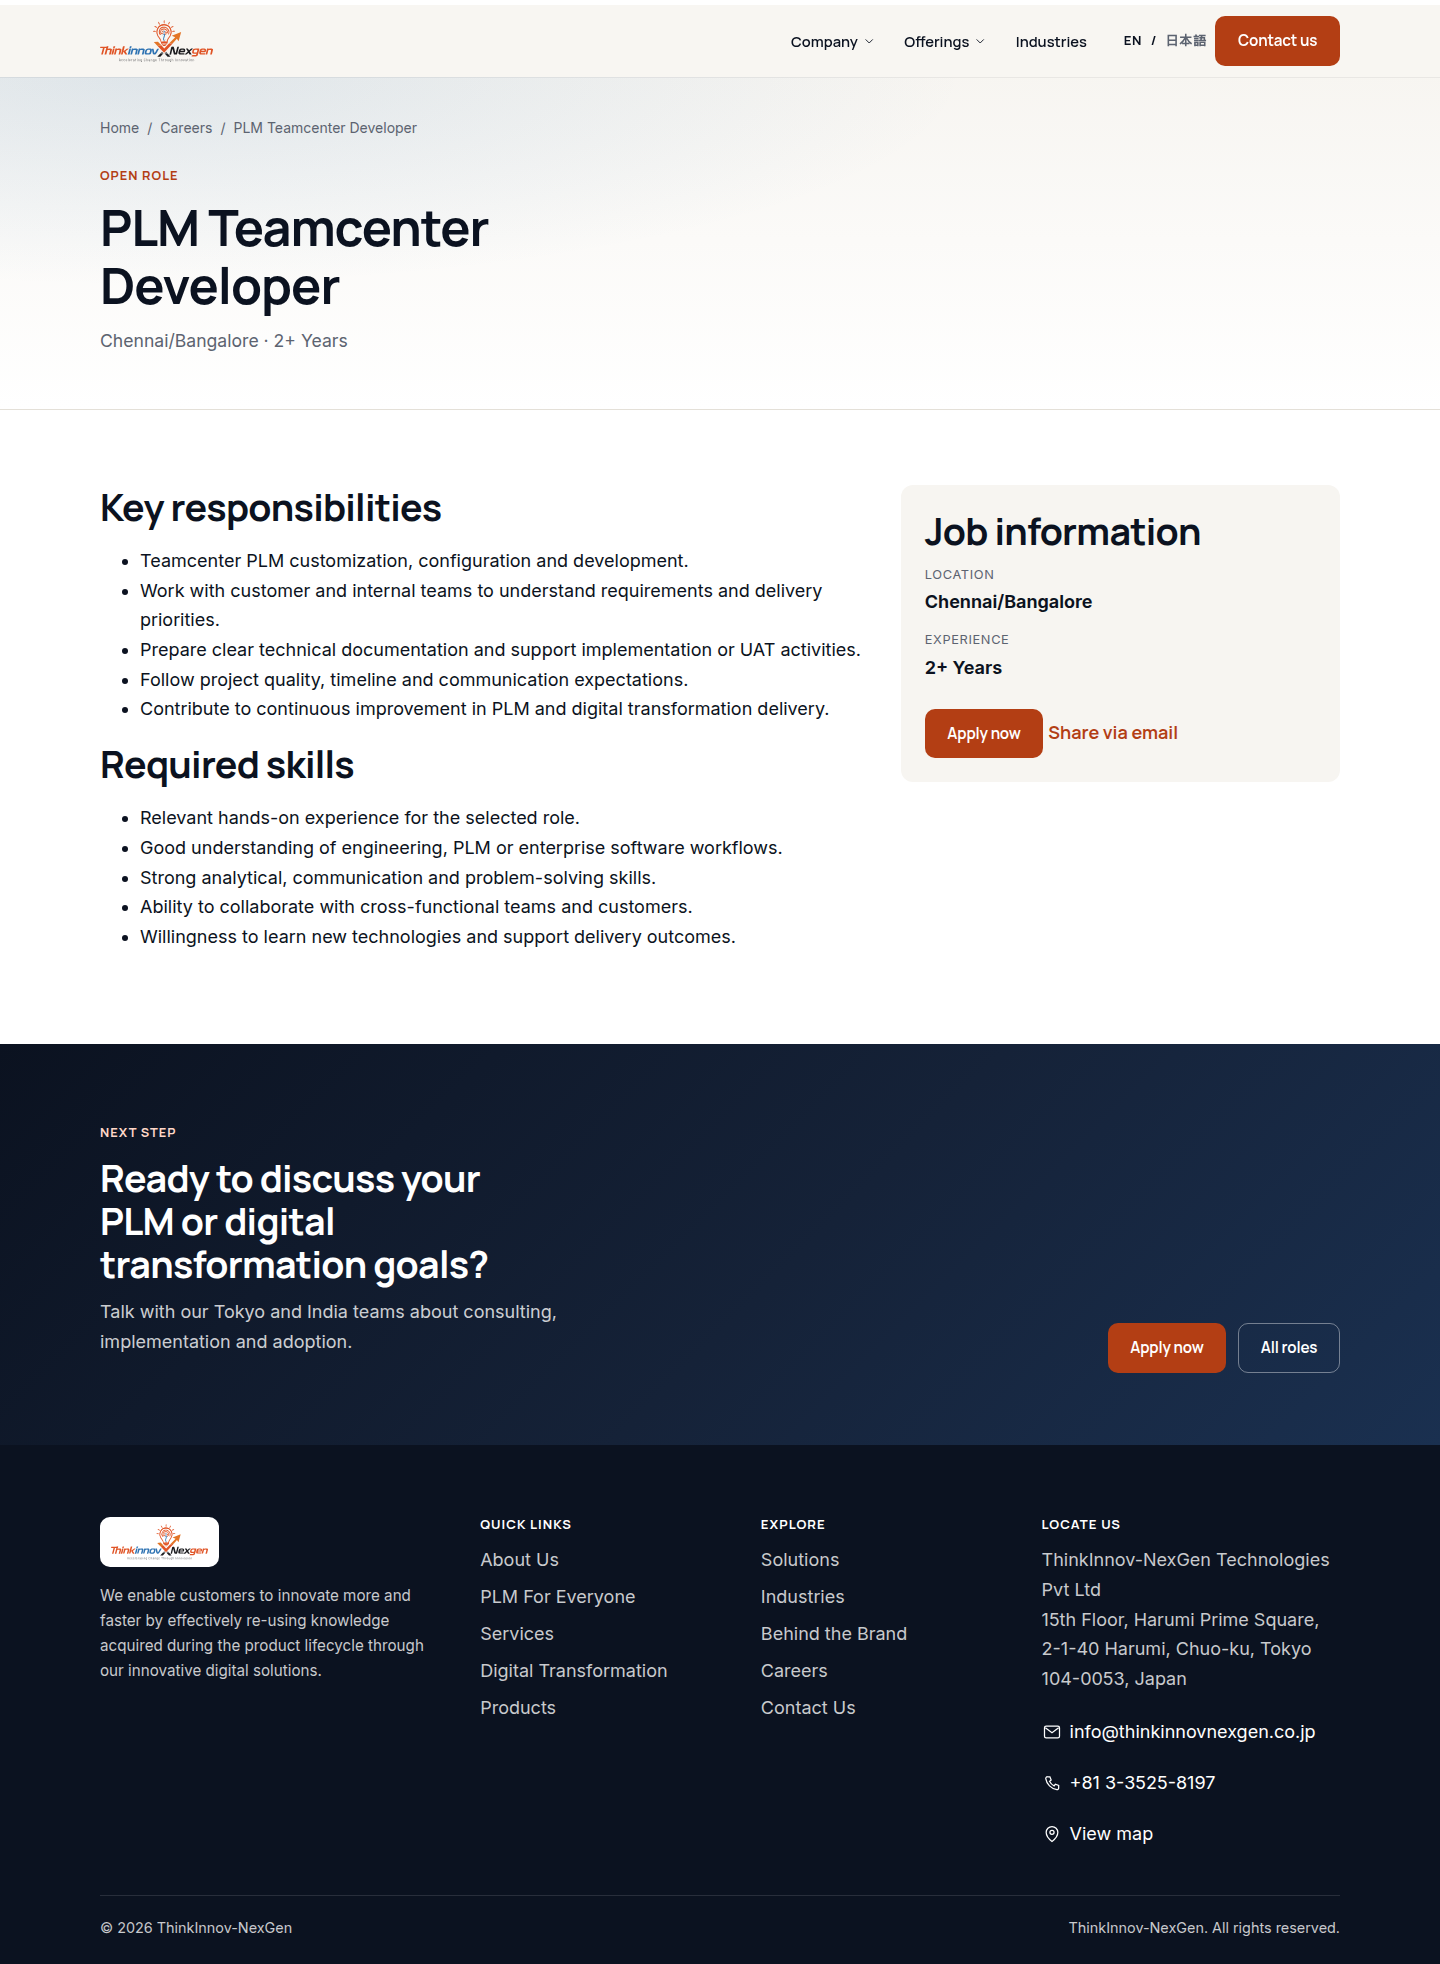 ThinkinnovXNexgen
Accelerating Change Through Innovation
Company
Offerings
Industries
EN / 日本語
Contact us
Home / Careers / PLM Teamcenter Developer
OPEN ROLE
PLM Teamcenter
Developer
Chennai/Bangalore · 2+ Years
Key responsibilities
Teamcenter PLM customization, configuration and development.
Work with customer and internal teams to understand requirements and delivery
priorities.
Prepare clear technical documentation and support implementation or UAT activities.
Follow project quality, timeline and communication expectations.
Contribute to continuous improvement in PLM and digital transformation delivery.
Required skills
Relevant hands-on experience for the selected role.
Good understanding of engineering, PLM or enterprise software workflows.
Strong analytical, communication and problem-solving skills.
Ability to collaborate with cross-functional teams and customers.
Willingness to learn new technologies and support delivery outcomes.
Job information
LOCATION
Chennai/Bangalore
EXPERIENCE
2+ Years
Apply now
Share via email
NEXT STEP
Ready to discuss your
PLM or digital
transformation goals?
Talk with our Tokyo and India teams about consulting,
implementation and adoption.
Apply now
All roles
ThinkinnovXNexgen
Accelerating Change Through Innovation
We enable customers to innovate more and
faster by effectively re-using knowledge
acquired during the product lifecycle through
our innovative digital solutions.
QUICK LINKS
About Us
PLM For Everyone
Services
Digital Transformation
Products
EXPLORE
Solutions
Industries
Behind the Brand
Careers
Contact Us
LOCATE US
ThinkInnov-NexGen Technologies
Pvt Ltd
15th Floor, Harumi Prime Square,
2-1-40 Harumi, Chuo-ku, Tokyo
104-0053, Japan
info@thinkinnovnexgen.co.jp
+81 3-3525-8197
View map
© 2026 ThinkInnov-NexGen
ThinkInnov-NexGen. All rights reserved.